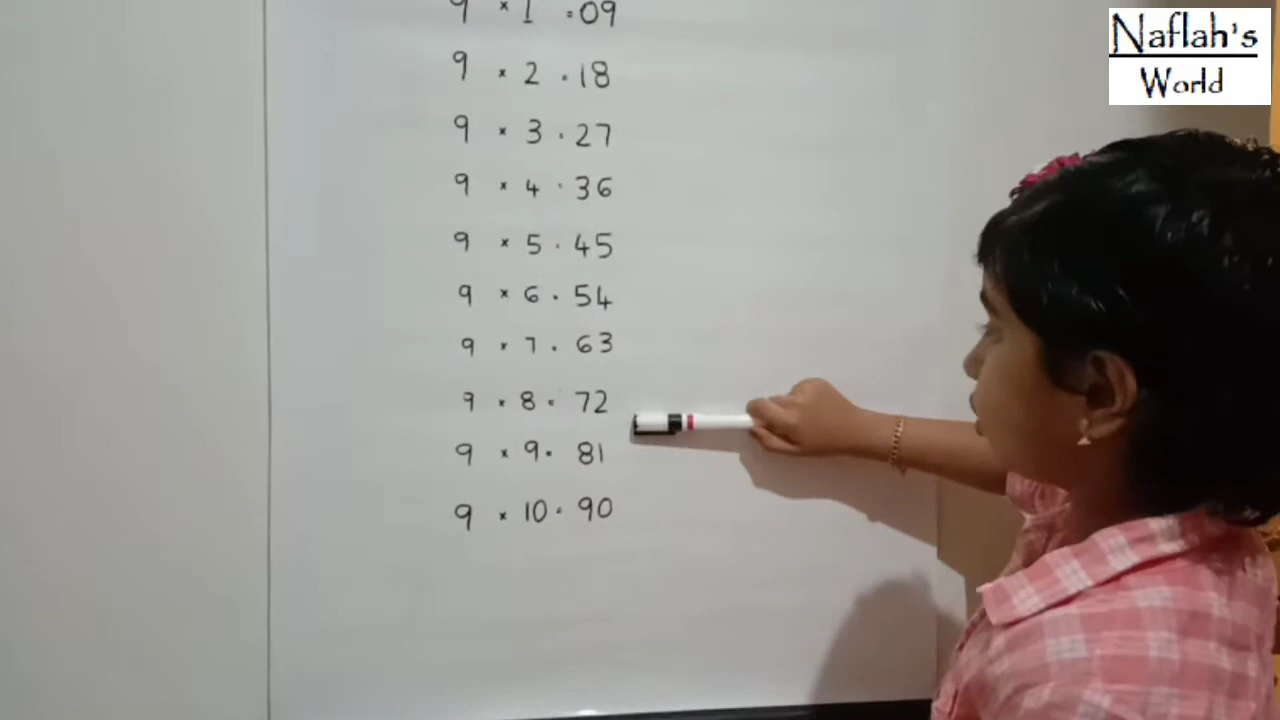 9 × 1 = 09
9 × 2 = 18
9 × 3 = 27
9 × 4 = 36
9 × 5 = 45
9 × 6 = 54
9 × 7 = 63
9 × 8 = 72
9 × 9 = 81
9 × 10 = 90
Naflah's
World